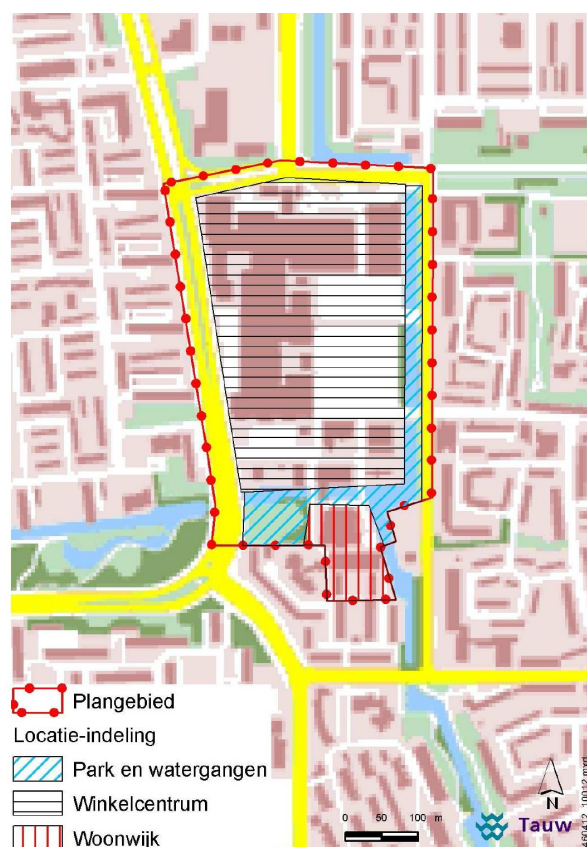 Plangebied
Locatie-indeling
Park en watergangen
Winkelcentrum
Woonwijk
0 50 100 m
N
Tauw